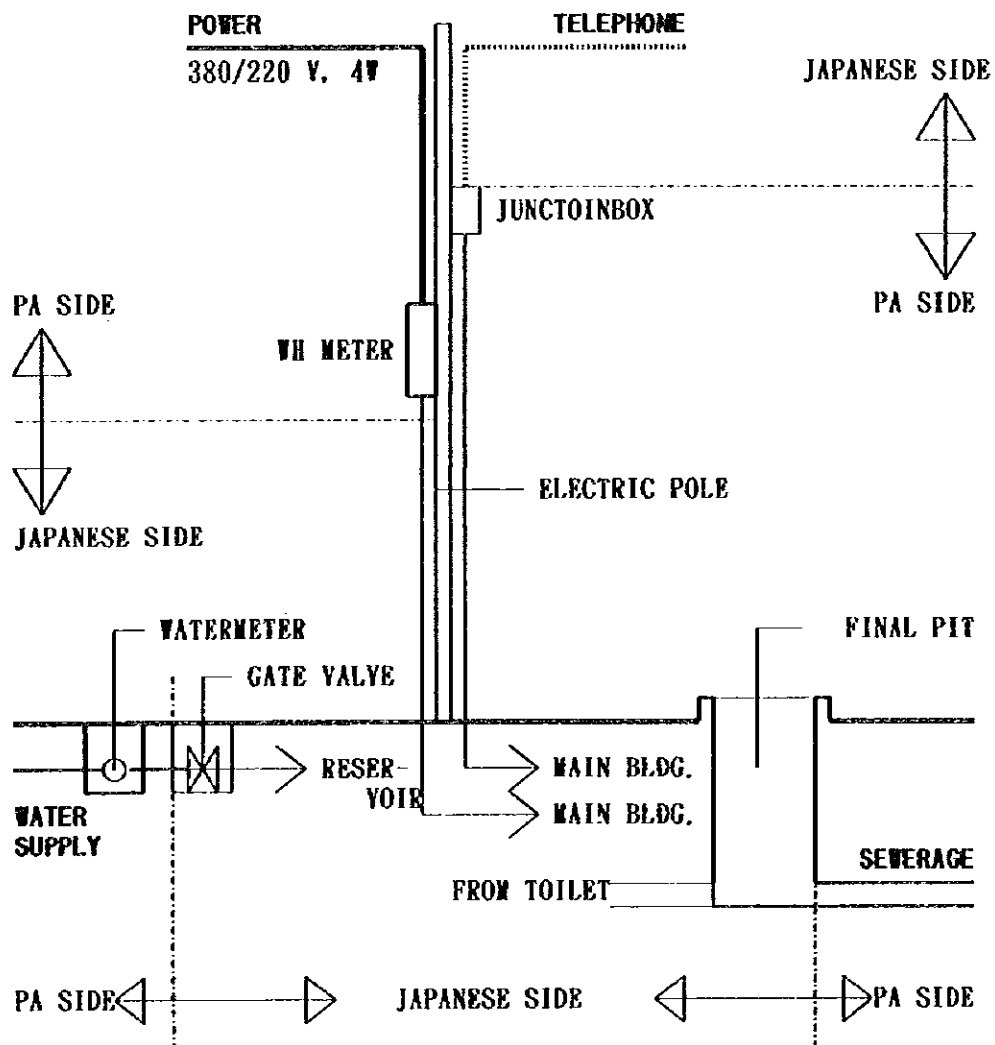 POWER
TELEPHONE
380/220 V. 4W
JAPANESE SIDE
JUNCTOINBOX
PA SIDE
PA SIDE
WH METER
ELECTRIC POLE
JAPANESE SIDE
WATERMETER
FINAL PIT
GATE VALVE
RESER-
VOIR
MAIN BLDG.
MAIN BLDG.
WATER
SUPPLY
SEWERAGE
FROM TOILET
PA SIDE
JAPANESE SIDE
PA SIDE